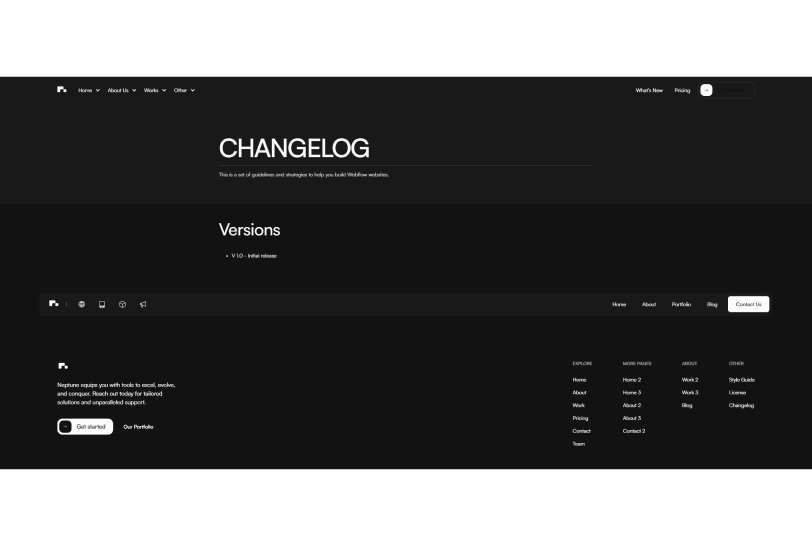 Home
About Us
Works
Other
What's New
Pricing
CHANGELOG
This is a set of guidelines and strategies to help you build Webflow websites.
Versions
V 1.0 - Initial release
Home
About
Portfolio
Blog
Contact Us
Neptune equips you with tools to excel, evolve,
and conquer. Reach out today for tailored
solutions and unparalleled support.
Get started
Our Portfolio
EXPLORE
Home
About
Work
Pricing
Contact
Team
MORE PAGES
Home 2
Home 3
About 2
About 3
Contact 2
ABOUT
Work 2
Work 3
Blog
OTHER
Style Guide
License
Changelog